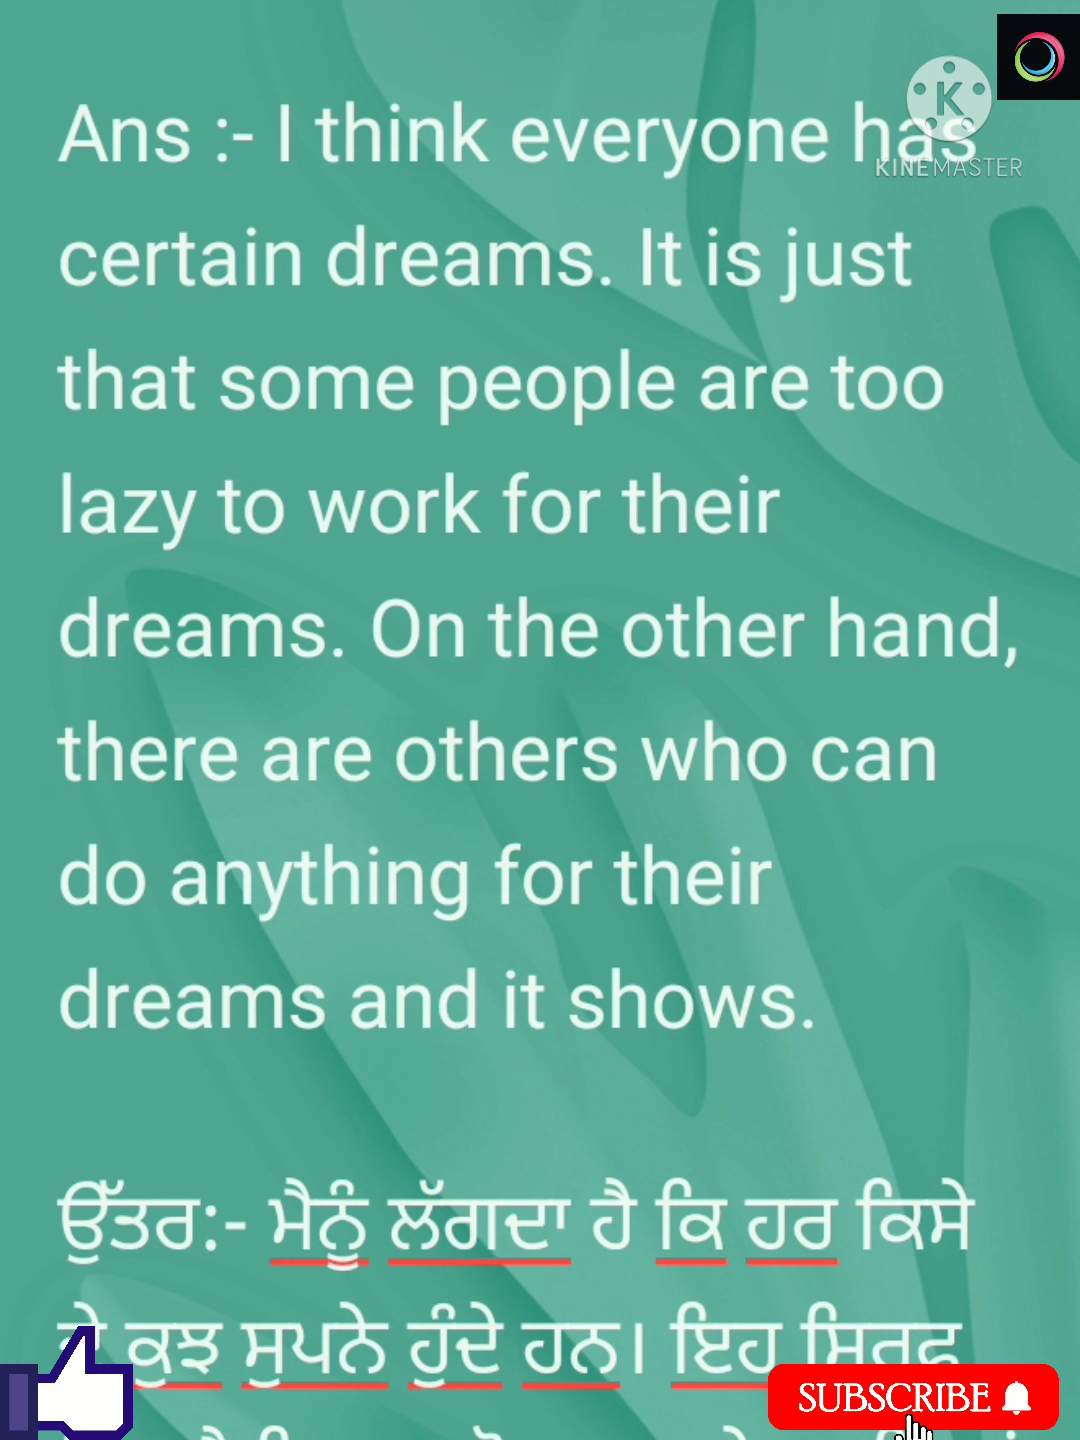 Ans :- I think everyone has
KINEMASTER
certain dreams. It is just
that some people are too
lazy to work for their
dreams. On the other hand,
there are others who can
do anything for their
dreams and it shows.
ਉੱਤਰ:- ਮੈਨੂੰ ਲੱਗਦਾ ਹੈ ਕਿ ਹਰ ਕਿਸੇ
ਕੁਝ ਸੁਪਨੇ ਹੁੰਦੇ ਹਨ। ਇਹ ਸਿਰਫ
SUBSCRIBE